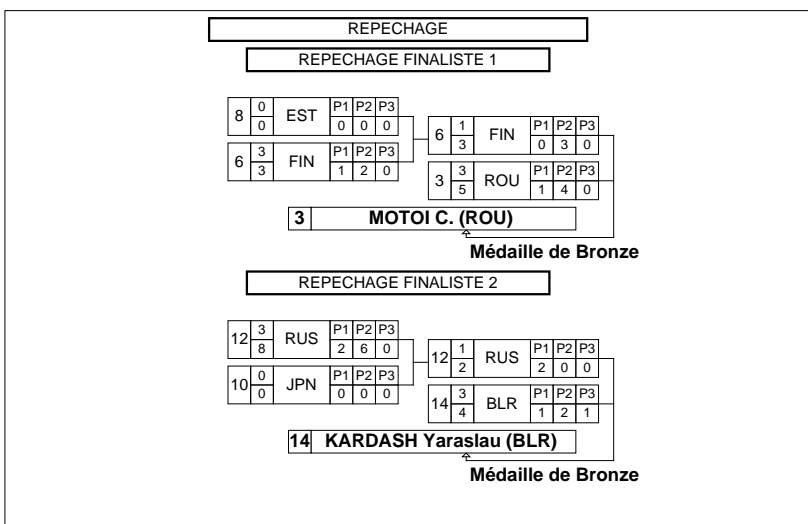 REPECHAGE
REPECHAGE FINALISTE 1
8 0 EST P1 P2 P3
0 0 0 0
6 3 FIN P1 P2 P3
3 1 2 0
6 1 FIN P1 P2 P3
3 0 3 0
3 3 ROU P1 P2 P3
5 1 4 0
3 MOTOI C. (ROU)
Médaille de Bronze
REPECHAGE FINALISTE 2
12 3 RUS P1 P2 P3
8 2 6 0
10 0 JPN P1 P2 P3
0 0 0 0
12 1 RUS P1 P2 P3
2 2 0 0
14 3 BLR P1 P2 P3
4 1 2 1
14 KARDASH Yaraslau (BLR)
Médaille de Bronze